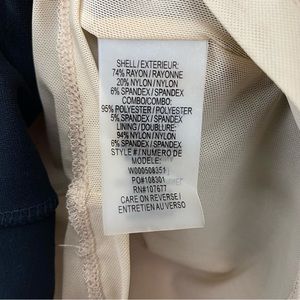 SHELL / EXTERIEUR:
74% RAYON / RAYONNE
20% NYLON / NYLON
6% SPANDEX / SPANDEX
COMBO/COMBO:
95% POLYESTER / POLYESTER
5% SPANDEX / SPANDEX
LINING / DOUBLURE:
94% NYLON / NYLON
6% SPANDEX / SPANDEX
STYLE # / NUMERO DE
MODELE:
W000508351
PO#108301
RN#107677
CARE ON REVERSE /
ENTRETIEN AU VERSO